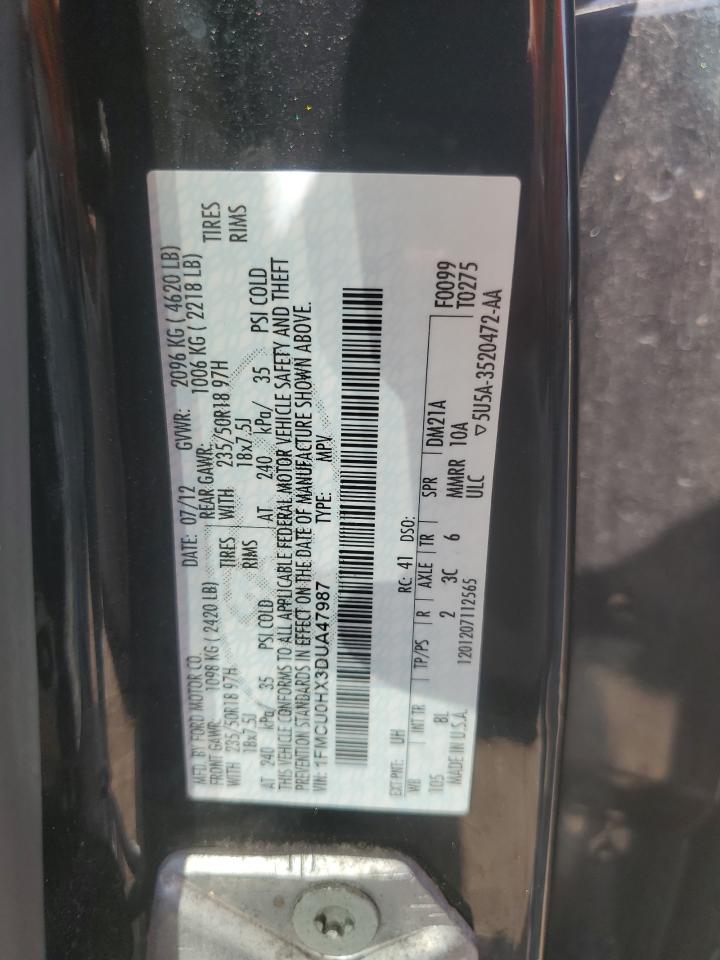 MFD. BY FORD MOTOR CO.
DATE: 07/12 GVWR: 2096 KG ( 4620 LB)
FRONT GAWR: 1098 KG ( 2420 LB) REAR GAWR: 1006 KG ( 2218 LB)
WITH 235/50R18 97H TIRES WITH 235/50R18 97H TIRES
18x7.5J RIMS 18x7.5J RIMS
AT 240 kPa/ 35 PSI COLD AT 240 kPa/ 35 PSI COLD
THIS VEHICLE CONFORMS TO ALL APPLICABLE FEDERAL MOTOR VEHICLE SAFETY AND THEFT
PREVENTION STANDARDS IN EFFECT ON THE DATE OF MANUFACTURE SHOWN ABOVE.
VIN: 1FMCU0HX3DUA47987 TYPE: MPV
EXT PNT: UH RC: 41 DSO:
WB INT TR TP/PS R AXLE TR SPR DM21A F0099
105 8L 2 3C 6 MMRR 10A T0275
MADE IN U.S.A. 120120711 2565 ULC ▽5U5A-3520472-AA